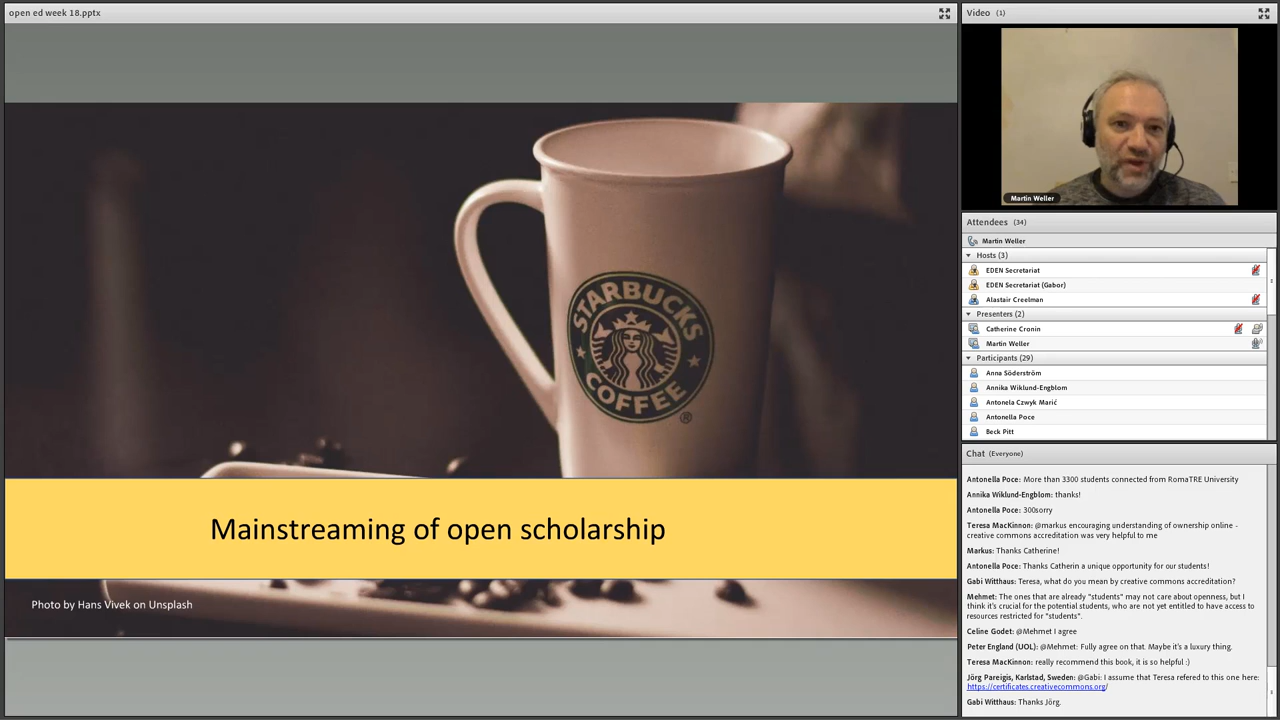 open ed week 18.pptx
STARBUCKS
COFFEE
®
Mainstreaming of open scholarship
Photo by Hans Vivek on Unsplash
Video (1)
Martin Weller
Attendees (34)
Martin Weller
Hosts (3)
EDEN Secretariat
EDEN Secretariat (Gabor)
Alastair Creelman
Presenters (2)
Catherine Cronin
Martin Weller
Participants (29)
Anna Söderström
Annika Wiklund-Engblom
Antonela Czwyk Marić
Antonella Poce
Beck Pitt
Chat (Everyone)
Antonella Poce: More than 3300 students connected from RomaTRE University
Annika Wiklund-Engblom: thanks!
Antonella Poce: 300sorry
Teresa MacKinnon: @markus encouraging understanding of ownership online -
creative commons accreditation was very helpful to me
Markus: Thanks Catherine!
Antonella Poce: Thanks Catherin a unique opportunity for our students!
Gabi Witthaus: Teresa, what do you mean by creative commons accreditation?
Mehmet: The ones that are already "students" may not care about openness, but I
think it's crucial for the potential students, who are not yet entitled to have access to
resources restricted for "students".
Celine Godet: @Mehmet I agree
Peter England (UOL): @Mehmet: Fully agree on that. Maybe it's a luxury thing.
Teresa MacKinnon: really recommend this book, it is so helpful :)
Jörg Pareigis, Karlstad, Sweden: @Gabi: I assume that Teresa refered to this one here:
https://certificates.creativecommons.org/
Gabi Witthaus: Thanks Jörg.